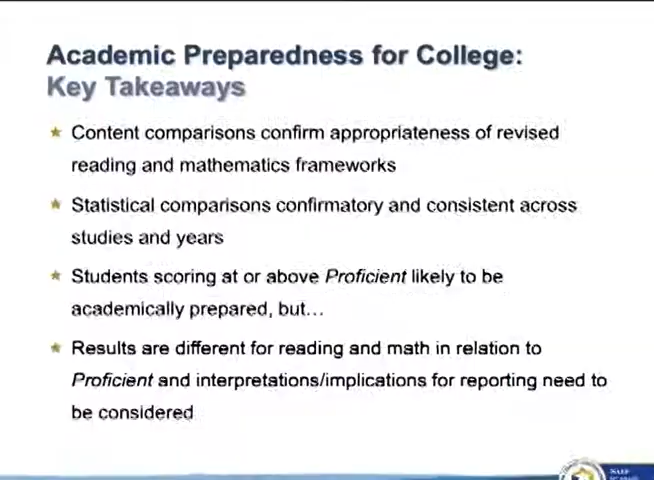 Academic Preparedness for College:
Key Takeaways
Content comparisons confirm appropriateness of revised
reading and mathematics frameworks
Statistical comparisons confirmatory and consistent across
studies and years
Students scoring at or above Proficient likely to be
academically prepared, but...
Results are different for reading and math in relation to
Proficient and interpretations/implications for reporting need to
be considered